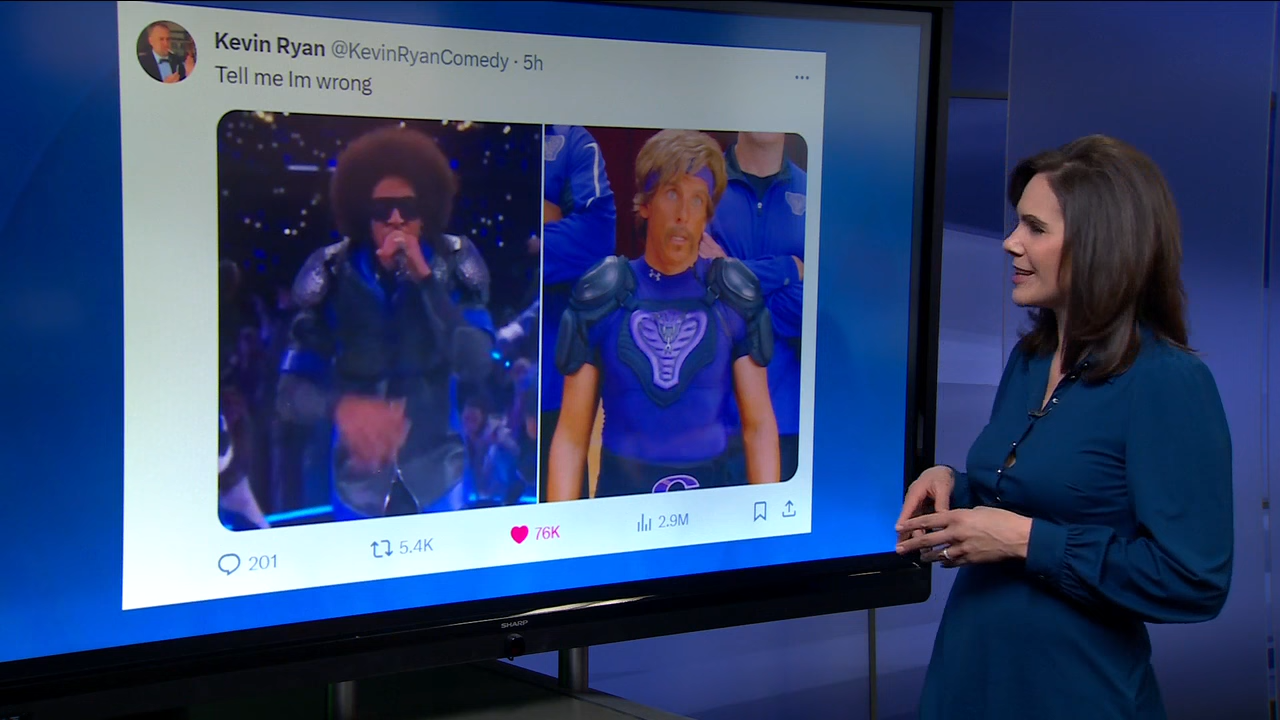 Kevin Ryan @KevinRyanComedy · 5h
Tell me Im wrong
201 5.4K 76K 2.9M
SHARP